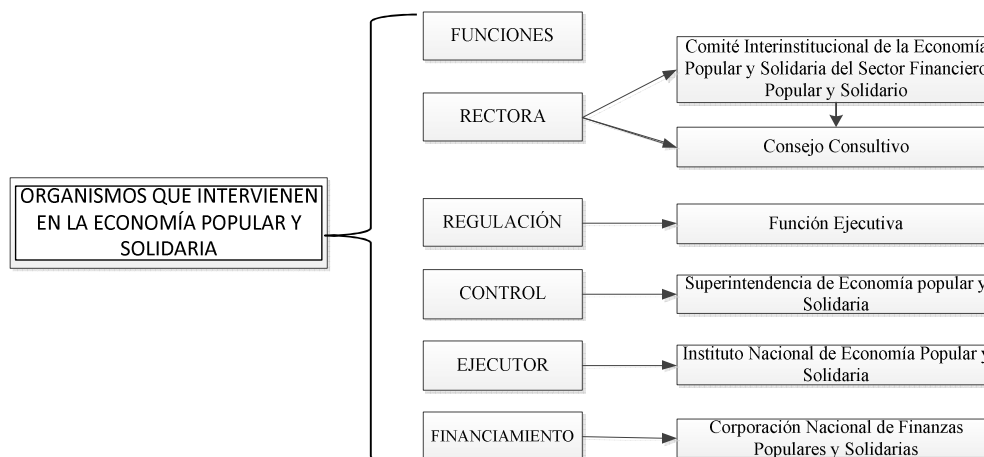 ORGANISMOS QUE INTERVIENEN
EN LA ECONOMÍA POPULAR Y
SOLIDARIA
FUNCIONES
RECTORA
Comité Interinstitucional de la Economía
Popular y Solidaria del Sector Financiero
Popular y Solidario
Consejo Consultivo
REGULACIÓN
Función Ejecutiva
CONTROL
Superintendencia de Economía popular y
Solidaria
EJECUTOR
Instituto Nacional de Economía Popular y
Solidaria
FINANCIAMIENTO
Corporación Nacional de Finanzas
Populares y Solidarias